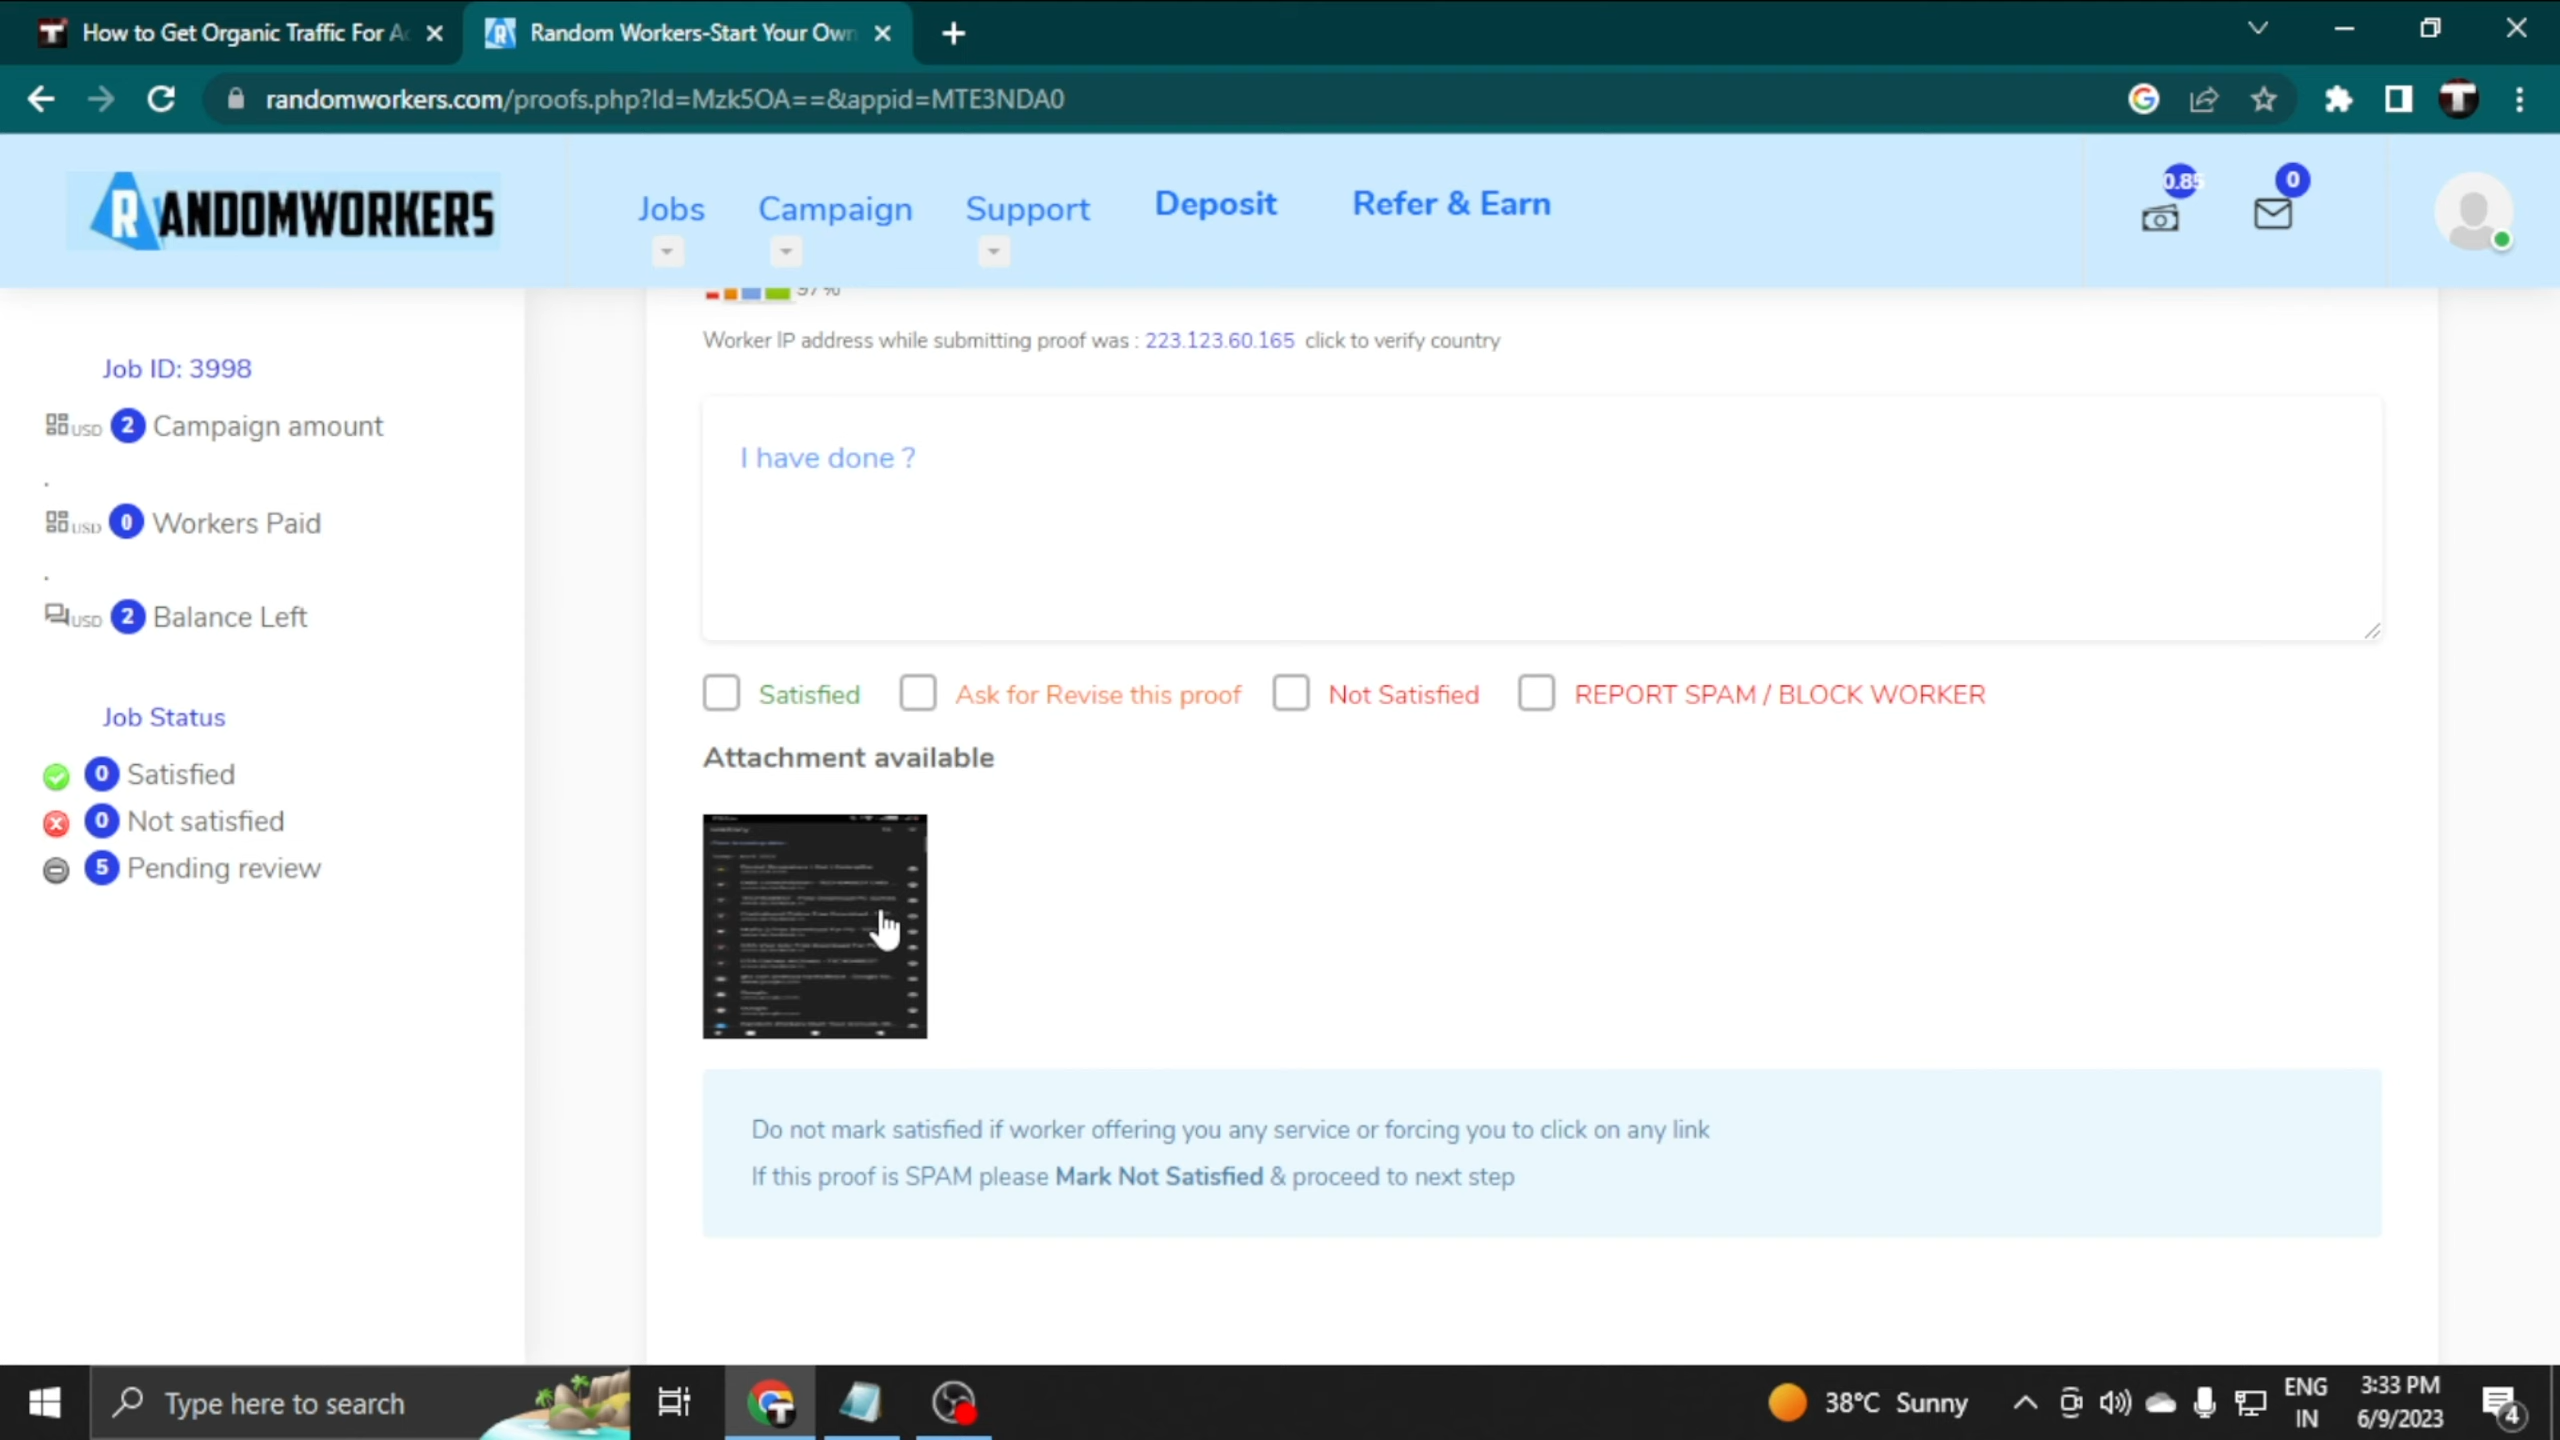 How to Get Organic Traffic For Ad
Random Workers-Start Your Own
randomworkers.com/proofs.php?Id=Mzk5OA==&appid=MTE3NDA0
RANDOMWORKERS
Jobs
Campaign
Support
Deposit
Refer & Earn
0.85
0
97%
Worker IP address while submitting proof was : 223.123.60.165 click to verify country
Job ID: 3998
USD 2 Campaign amount
.
USD 0 Workers Paid
.
USD 2 Balance Left
Job Status
0 Satisfied
0 Not satisfied
5 Pending review
I have done ?
Satisfied Ask for Revise this proof Not Satisfied REPORT SPAM / BLOCK WORKER
Attachment available
Do not mark satisfied if worker offering you any service or forcing you to click on any link
If this proof is SPAM please Mark Not Satisfied & proceed to next step
Type here to search
38°C Sunny
ENG
IN
3:33 PM
6/9/2023
4